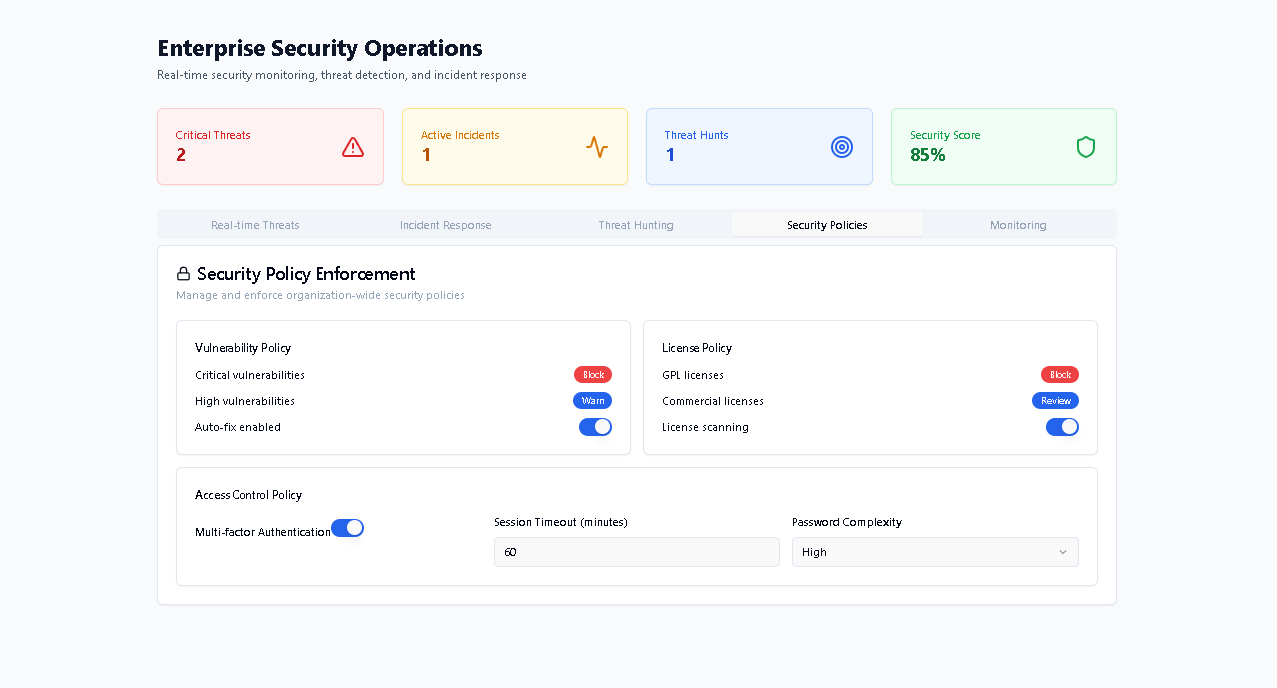 Enterprise Security Operations
Real-time security monitoring, threat detection, and incident response
Critical Threats
2
Active Incidents
1
Threat Hunts
1
Security Score
85%
Real-time Threats
Incident Response
Threat Hunting
Security Policies
Monitoring
Security Policy Enforcement
Manage and enforce organization-wide security policies
Vulnerability Policy
Critical vulnerabilities
Block
High vulnerabilities
Warn
Auto-fix enabled
License Policy
GPL licenses
Block
Commercial licenses
Review
License scanning
Access Control Policy
Multi-factor Authentication
Session Timeout (minutes)
60
Password Complexity
High